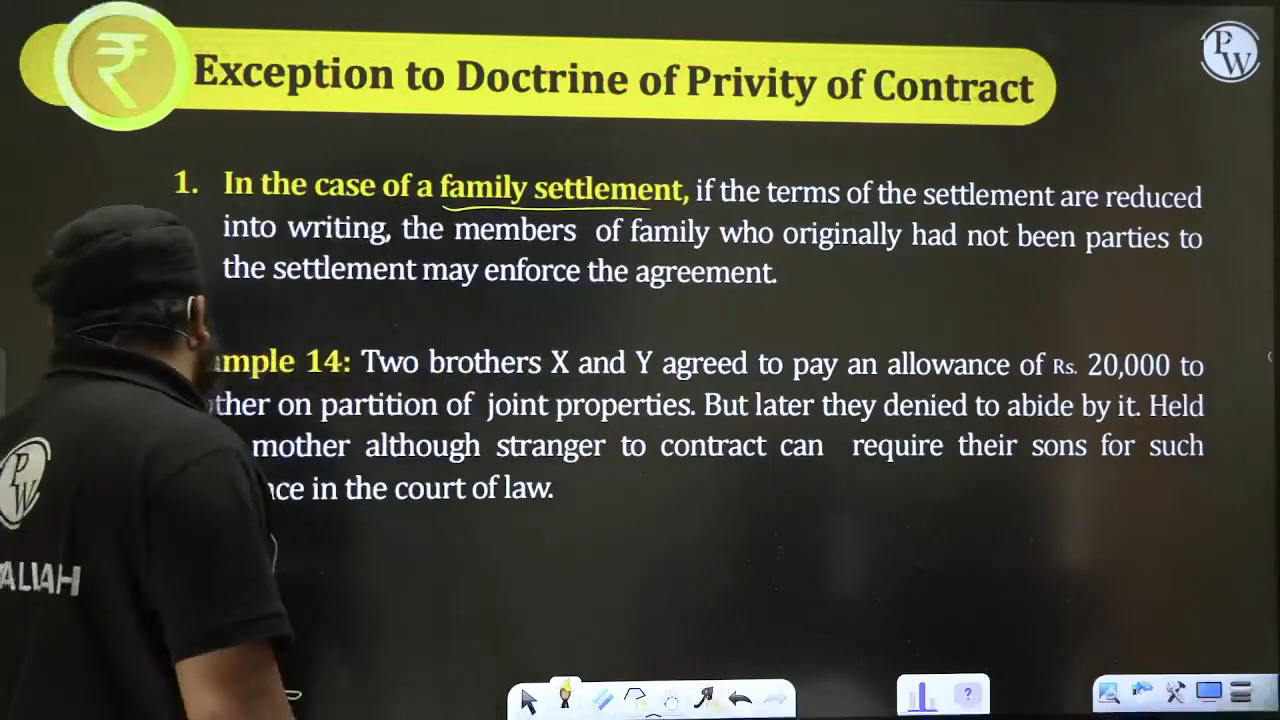 ₹
Exception to Doctrine of Privity of Contract
PW
1. In the case of a family settlement, if the terms of the settlement are reduced
into writing, the members of family who originally had not been parties to
the settlement may enforce the agreement.
14: Two brothers X and Y agreed to pay an allowance of Rs. 20,000 to
on partition of joint properties. But later they denied to abide by it. Held
mother although stranger to contract can require their sons for such
in the court of law.
PW
?